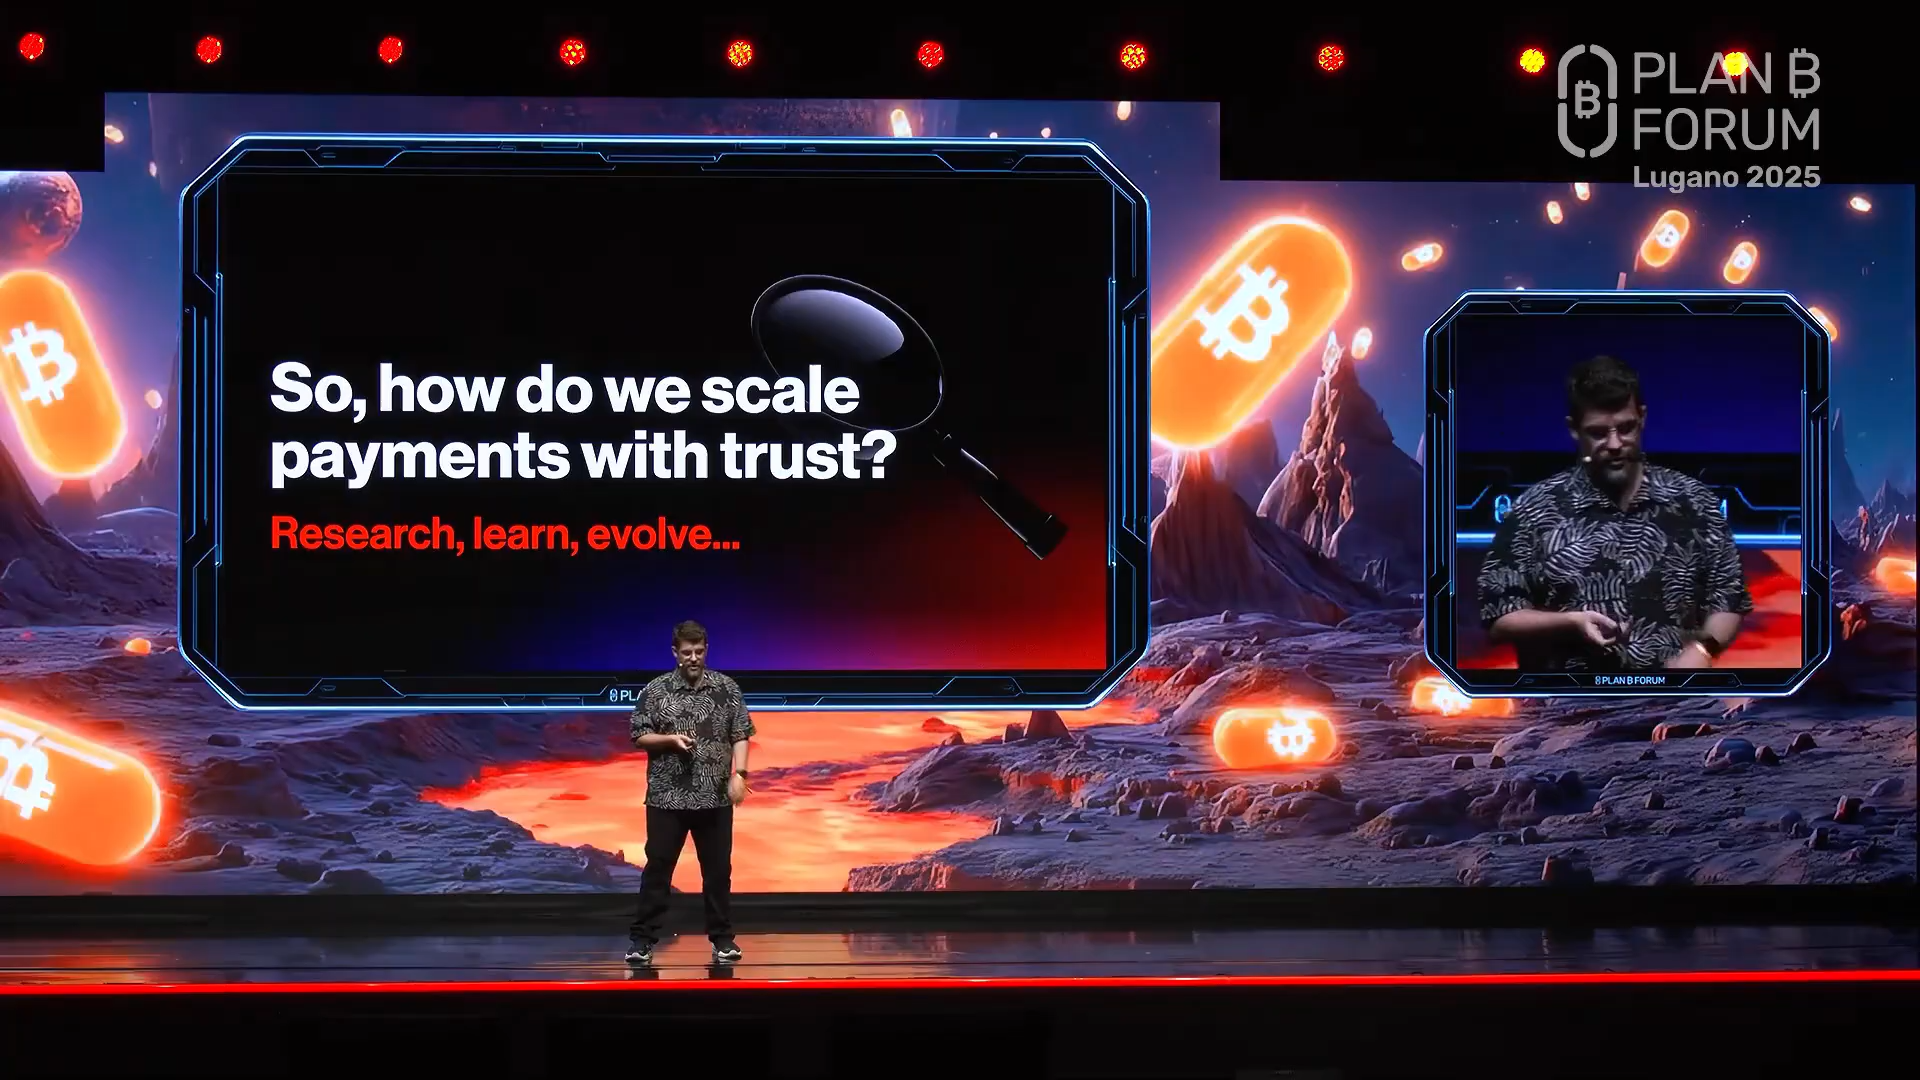 PLAN ₿
FORUM
Lugano 2025
So, how do we scale
payments with trust?
Research, learn, evolve...
PLAN ₿ FORUM